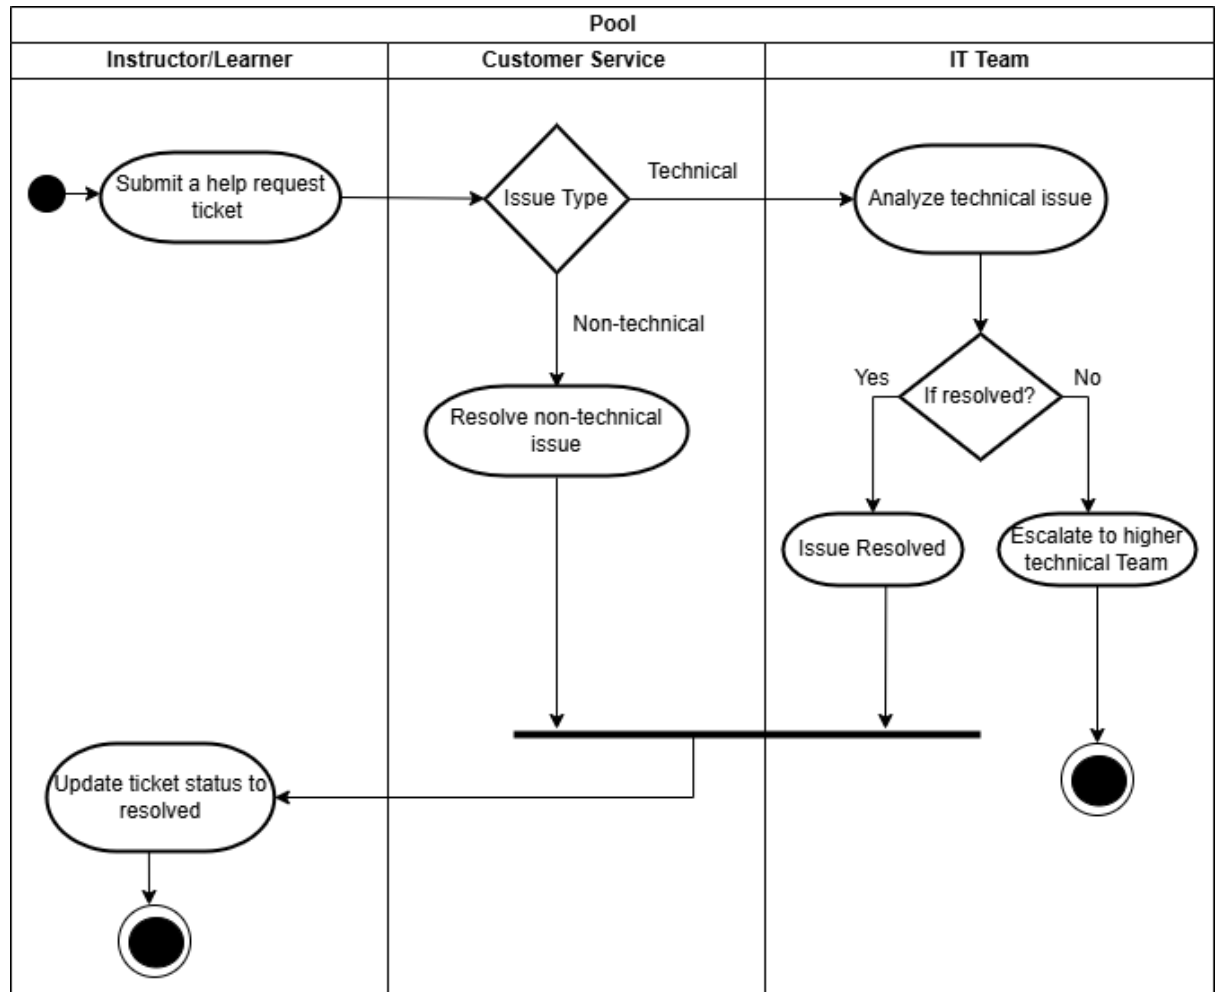 Pool
Instructor/Learner
Customer Service
IT Team
Submit a help request
ticket
Issue Type
Technical
Analyze technical issue
Non-technical
Yes
If resolved?
No
Resolve non-technical
issue
Issue Resolved
Escalate to higher
technical Team
Update ticket status to
resolved